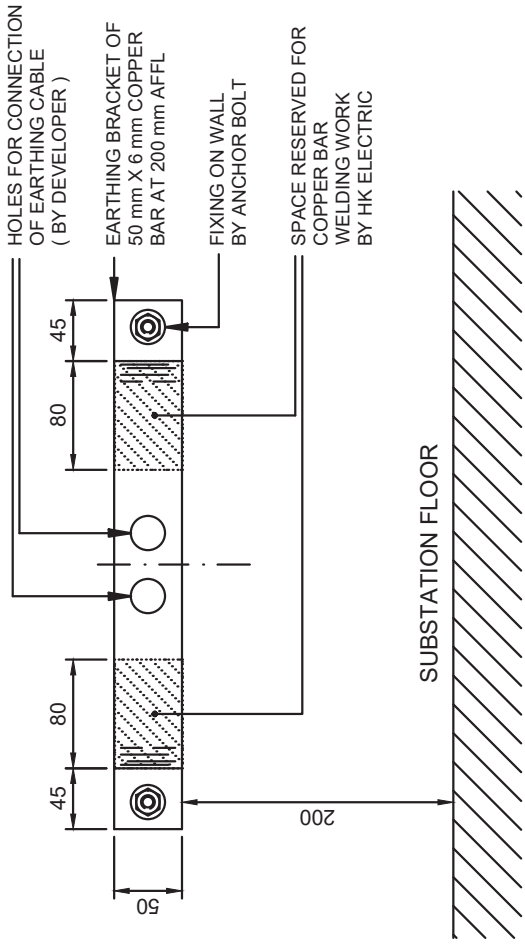 HOLES FOR CONNECTION
OF EARTHING CABLE
( BY DEVELOPER )
EARTHING BRACKET OF
50 mm X 6 mm COPPER
BAR AT 200 mm AFFL
FIXING ON WALL
BY ANCHOR BOLT
SPACE RESERVED FOR
COPPER BAR
WELDING WORK
BY HK ELECTRIC
45
80
80
45
50
200
SUBSTATION FLOOR